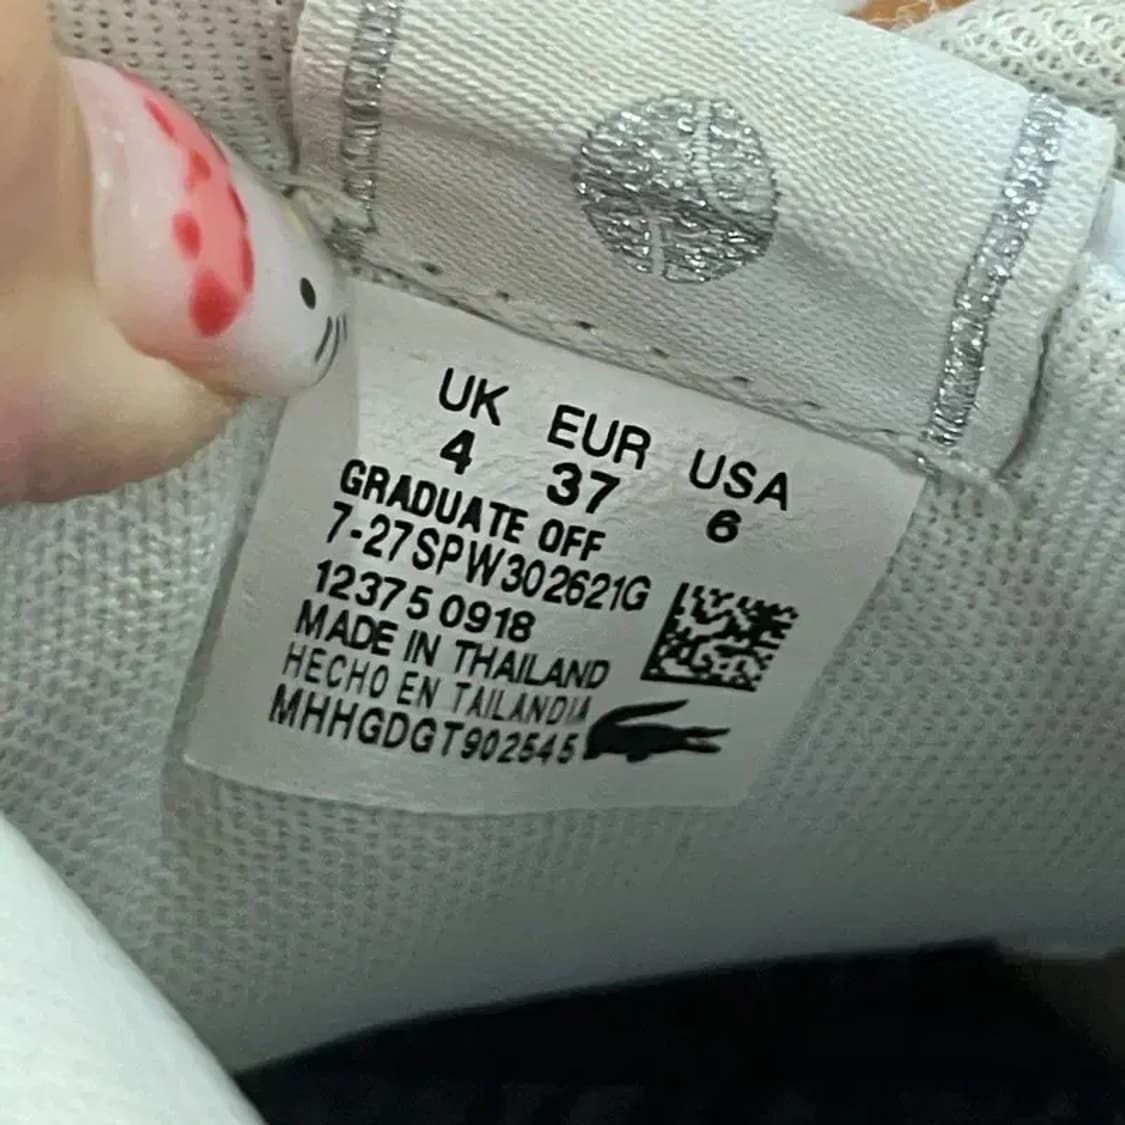 UK EUR USA
4 37 6
GRADUATE OFF
7-27SPW302621G
12375 0918
MADE IN THAILAND
HECHO EN TAILANDIA
MHHGDGT902545